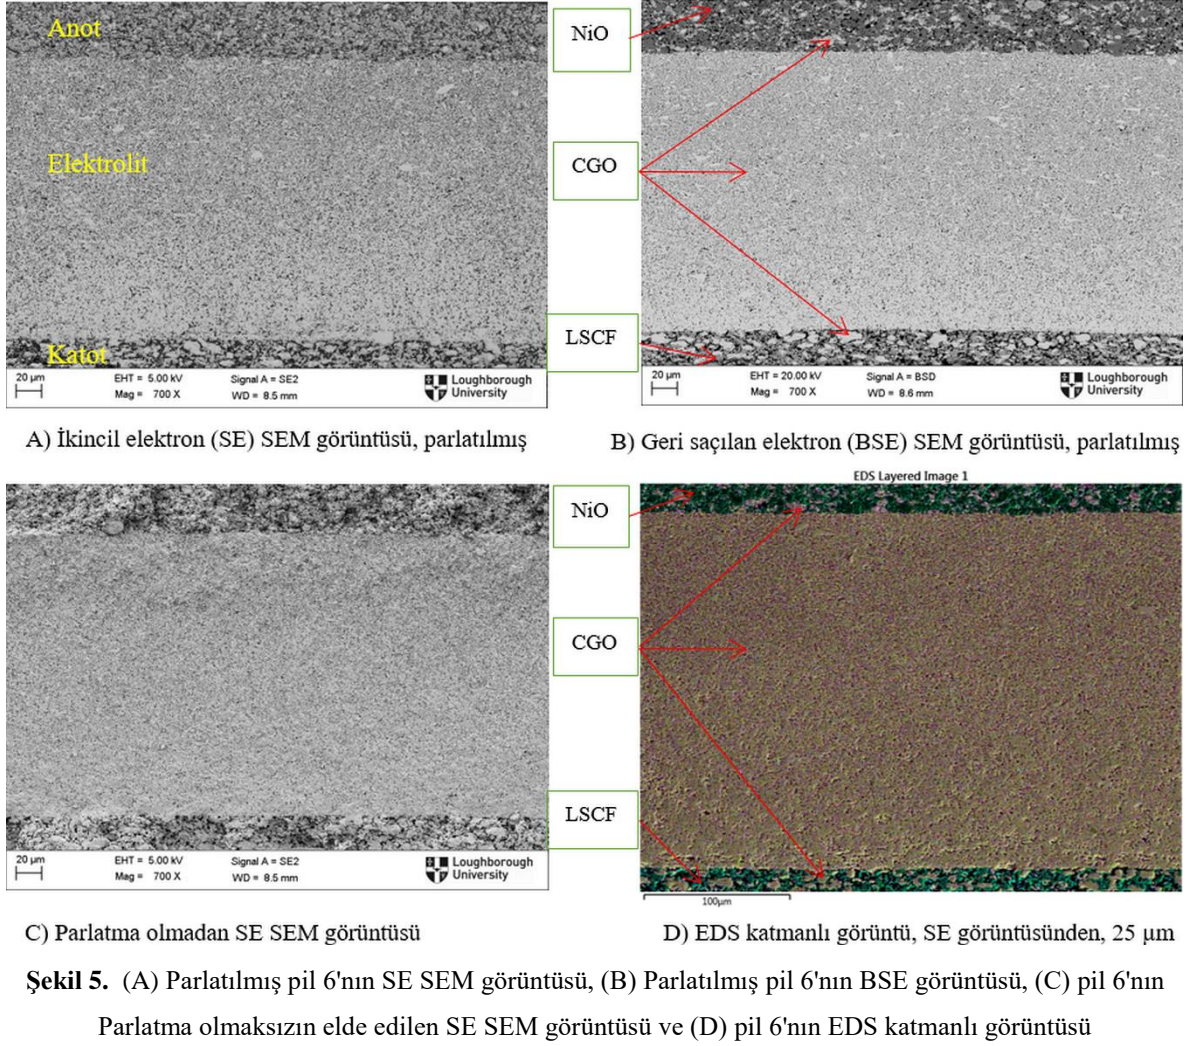 Anot
Elektrolit
Katot
20 µm
EHT = 5.00 kV
Signal A = SE2
Mag = 700 X
WD = 8.5 mm
Loughborough
University
NiO
CGO
LSCF
20 µm
EHT = 20.00 kV
Signal A = BSD
Mag = 700 X
WD = 8.6 mm
Loughborough
University
A) İkincil elektron (SE) SEM görüntüsü, parlatılmış
B) Geri saçılan elektron (BSE) SEM görüntüsü, parlatılmış
20 µm
EHT = 5.00 kV
Signal A = SE2
Mag = 700 X
WD = 8.5 mm
Loughborough
University
NiO
CGO
LSCF
EDS Layered Image 1
100µm
C) Parlatma olmadan SE SEM görüntüsü
D) EDS katmanlı görüntü, SE görüntüsünden, 25 µm
Şekil 5. (A) Parlatılmış pil 6'nın SE SEM görüntüsü, (B) Parlatılmış pil 6'nın BSE görüntüsü, (C) pil 6'nın
Parlatma olmaksızın elde edilen SE SEM görüntüsü ve (D) pil 6'nın EDS katmanlı görüntüsü